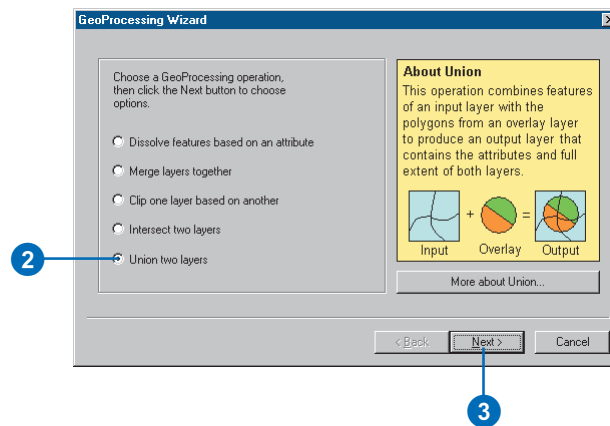 GeoProcessing Wizard
Choose a GeoProcessing operation,
then click the Next button to choose
options.
Dissolve features based on an attribute
Merge layers together
Clip one layer based on another
Intersect two layers
2
Union two layers
About Union
This operation combines features
of an input layer with the
polygons from an overlay layer
to produce an output layer that
contains the attributes and full
extent of both layers.
+ =
Input Overlay Output
More about Union...
< Back Next > Cancel
3